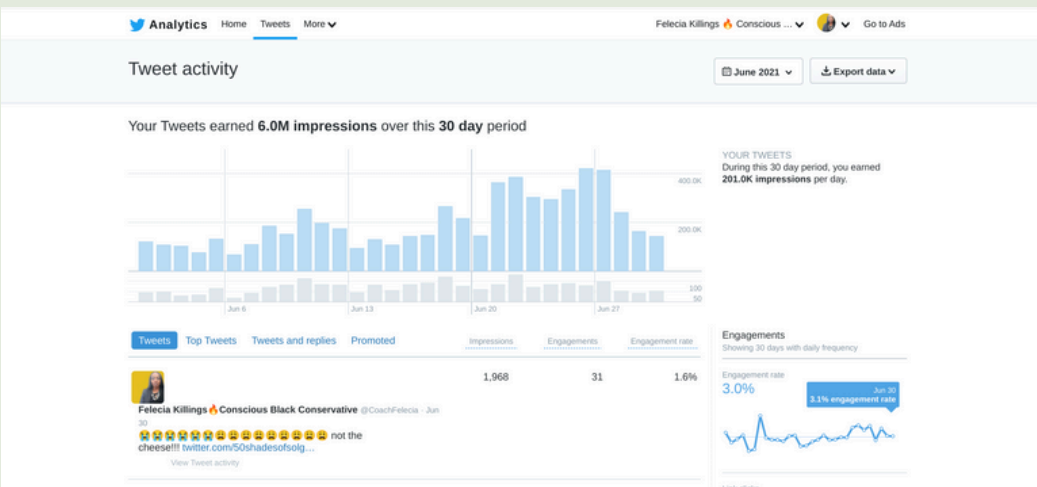 Analytics Home Tweets More Felecia Killings 🔥 Conscious ... Go to Ads
Tweet activity
June 2021 Export data
Your Tweets earned 6.0M impressions over this 30 day period
YOUR TWEETS
During this 30 day period, you earned
201.0K impressions per day.
400.0K
200.0K
100
50
Jun 6 Jun 13 Jun 20 Jun 27
Tweets Top Tweets Tweets and replies Promoted Impressions Engagements Engagement rate
1,968 31 1.6%
Felecia Killings🔥Conscious Black Conservative @CoachFelecia · Jun
30
😭😭😭😭😭😭😩😩😩😩😩😩😩😩😩 not the
cheese!!! twitter.com/50shadesofsolg…
View Tweet activity
Engagements
Showing 30 days with daily frequency
Engagement rate
3.0%
Jun 30
3.1% engagement rate